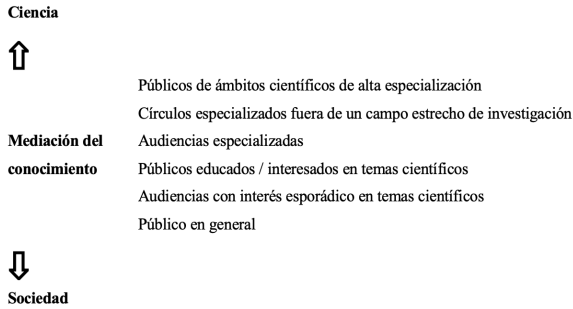 Ciencia
Públicos de ámbitos científicos de alta especialización
Círculos especializados fuera de un campo estrecho de investigación
Mediación del Audiencias especializadas
conocimiento Públicos educados / interesados en temas científicos
Audiencias con interés esporádico en temas científicos
Público en general
Sociedad